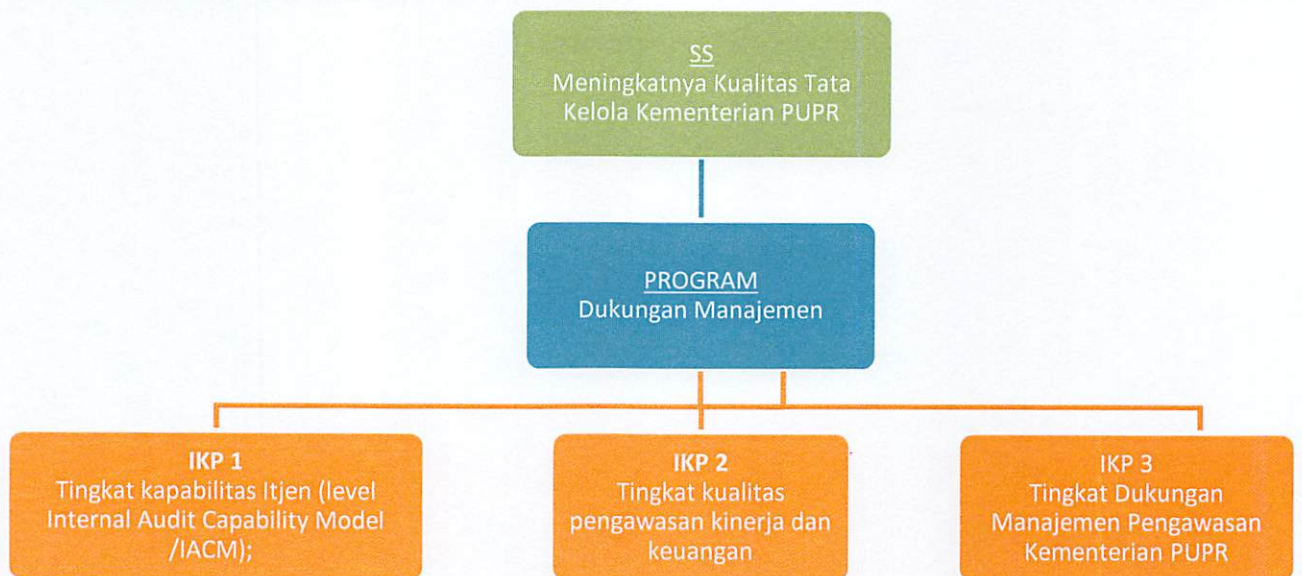 SS
Meningkatnya Kualitas Tata
Kelola Kementerian PUPR
PROGRAM
Dukungan Manajemen
IKP 1
Tingkat kapabilitas Itjen (level
Internal Audit Capability Model
/IACM);
IKP 2
Tingkat kualitas
pengawasan kinerja dan
keuangan
IKP 3
Tingkat Dukungan
Manajemen Pengawasan
Kementerian PUPR